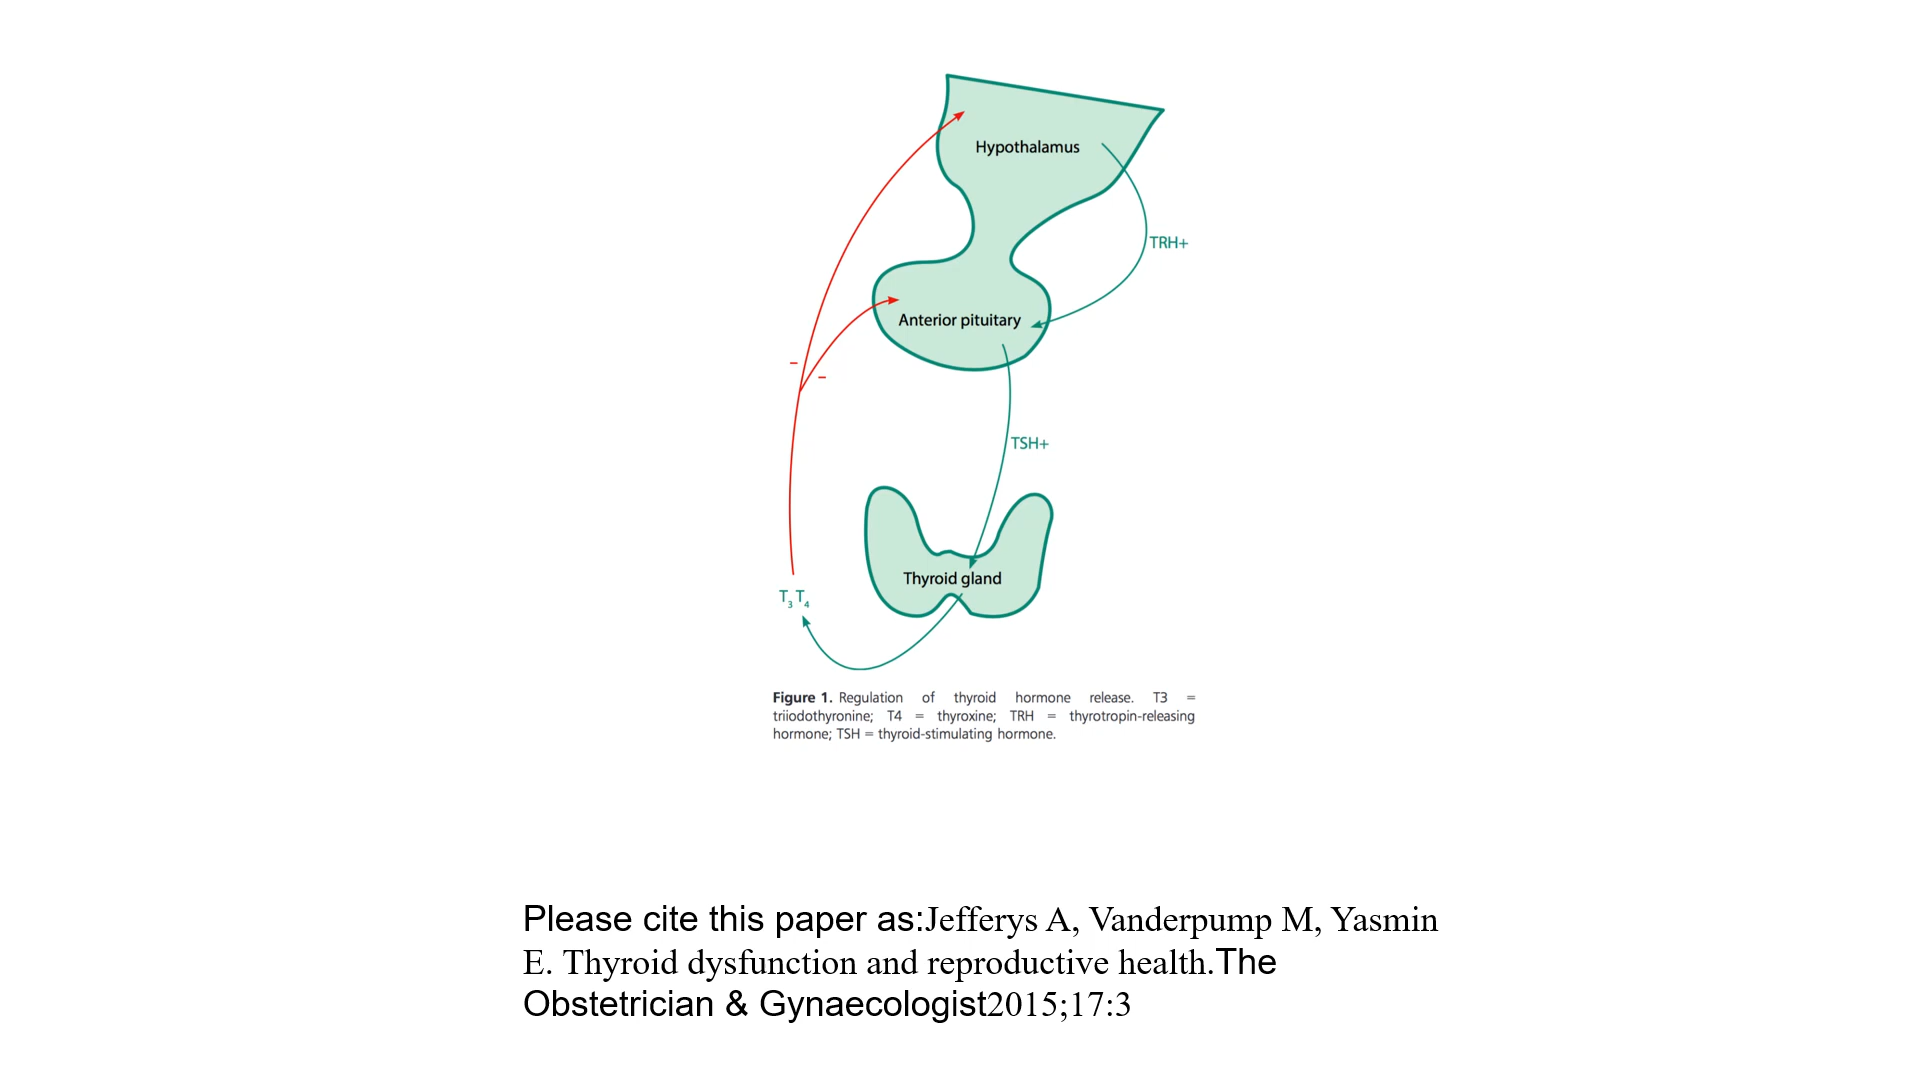 Hypothalamus
TRH+
Anterior pituitary
–
–
TSH+
Thyroid gland
T3 T4
Figure 1. Regulation of thyroid hormone release. T3 =
triiodothyronine; T4 = thyroxine; TRH = thyrotropin-releasing
hormone; TSH = thyroid-stimulating hormone.
Please cite this paper as:Jefferys A, Vanderpump M, Yasmin
E. Thyroid dysfunction and reproductive health.The
Obstetrician & Gynaecologist2015;17:3